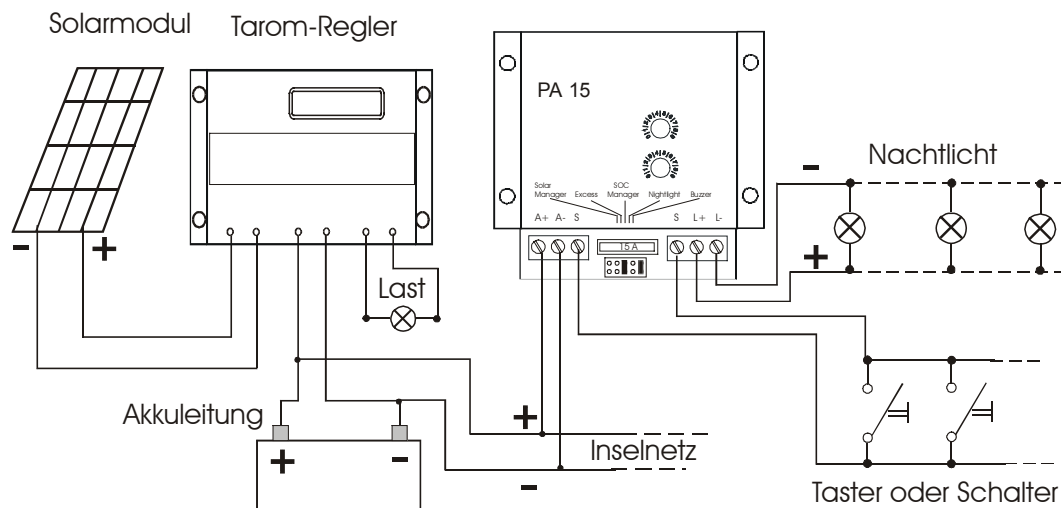 Solarmodul
Tarom-Regler
PA 15
Solar
Manager
Excess
SOC
Manager
Nightlight
Buzzer
A+ A- S
S L+ L-
15 A
Nachtlicht
-
+
-
+
Last
Akkuleitung
+
-
+
Inselnetz
-
Taster oder Schalter